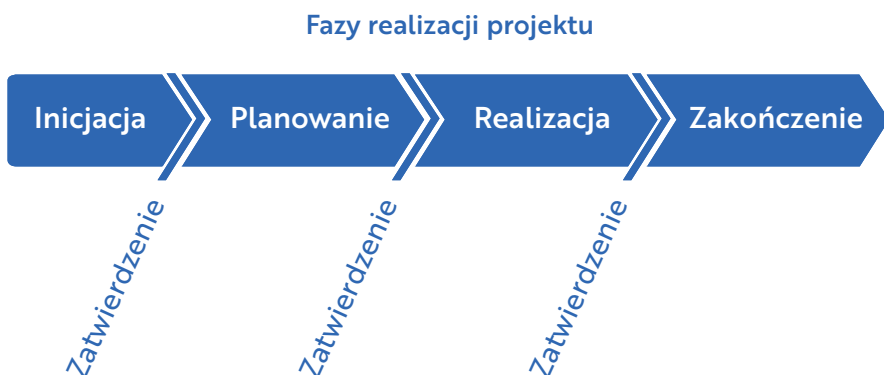 Fazy realizacji projektu
Inicjacja
Planowanie
Realizacja
Zakończenie
Zatwierdzenie
Zatwierdzenie
Zatwierdzenie